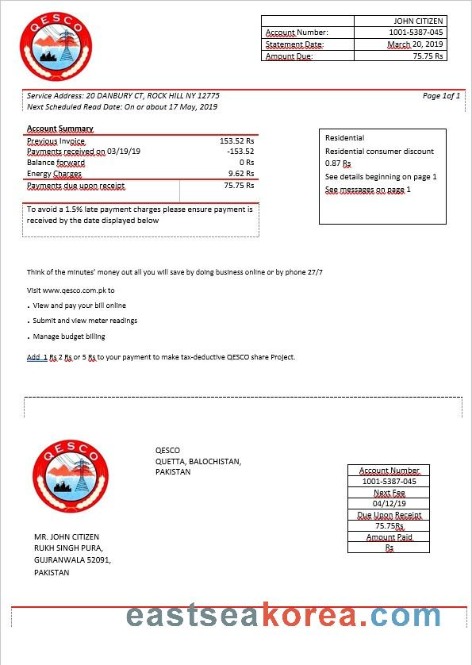 QESCO
JOHN CITIZEN
Account Number: 1001-5387-045
Statement Date: March 20, 2019
Amount Due: 75.75 Rs
Service Address: 20 DANBURY CT, ROCK HILL NY 12775 Page 1of 1
Next Scheduled Read Date: On or about 17 May, 2019
Account Summary
Previous Invoice 153.52 Rs
Payments received on 03/19/19 -153.52
Balance forward 0 Rs
Energy Charges 9.62 Rs
Payments due upon receipt 75.75 Rs
To avoid a 1.5% late payment charges please ensure payment is
received by the date displayed below
Residential
Residential consumer discount
0.87 Rs
See details beginning on page 1
See messages on page 1
Think of the minutes' money out all you will save by doing business online or by phone 27/7
Visit www.qesco.com.pk to
. View and pay your bill online
. Submit and view meter readings
. Manage budget billing
Add 1 Rs 2 Rs or 5 Rs to your payment to make tax-deductive QESCO share Project.
QESCO
QESCO
QUETTA, BALOCHISTAN,
PAKISTAN
Account Number
1001-5387-045
Next Fee
04/12/19
Due Upon Receipt
75.75Rs
Amount Paid
Rs
MR. JOHN CITIZEN
RUKH SINGH PURA,
GUJRANWALA 52091,
PAKISTAN
eastseakorea.com